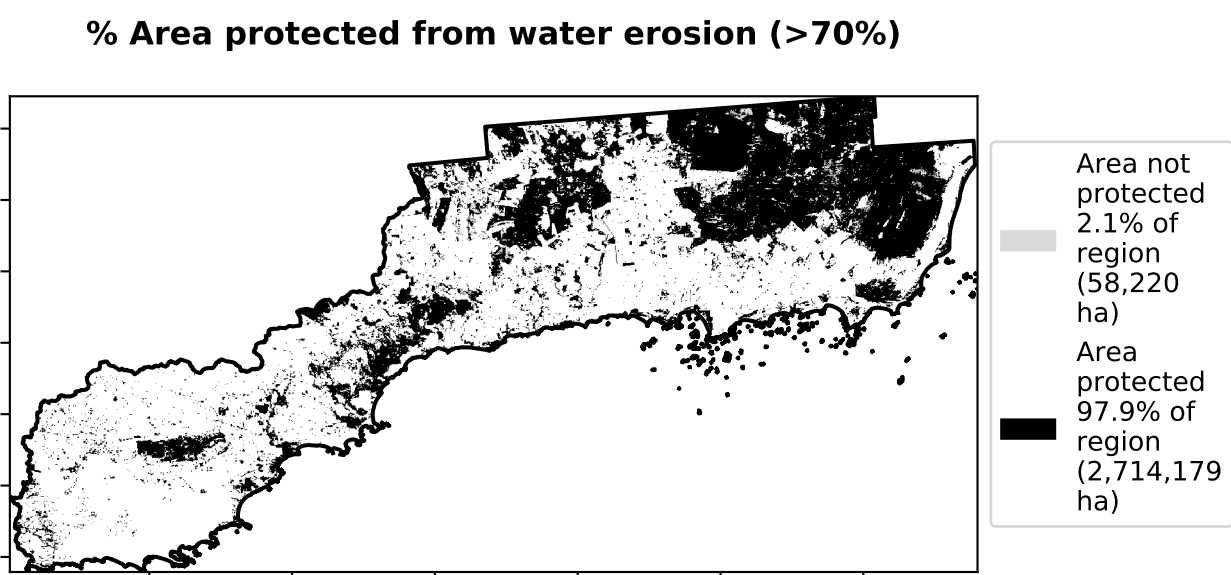 % Area protected from water erosion (>70%)
Area not
protected
2.1% of
region
(58,220
ha)
Area
protected
97.9% of
region
(2,714,179
ha)